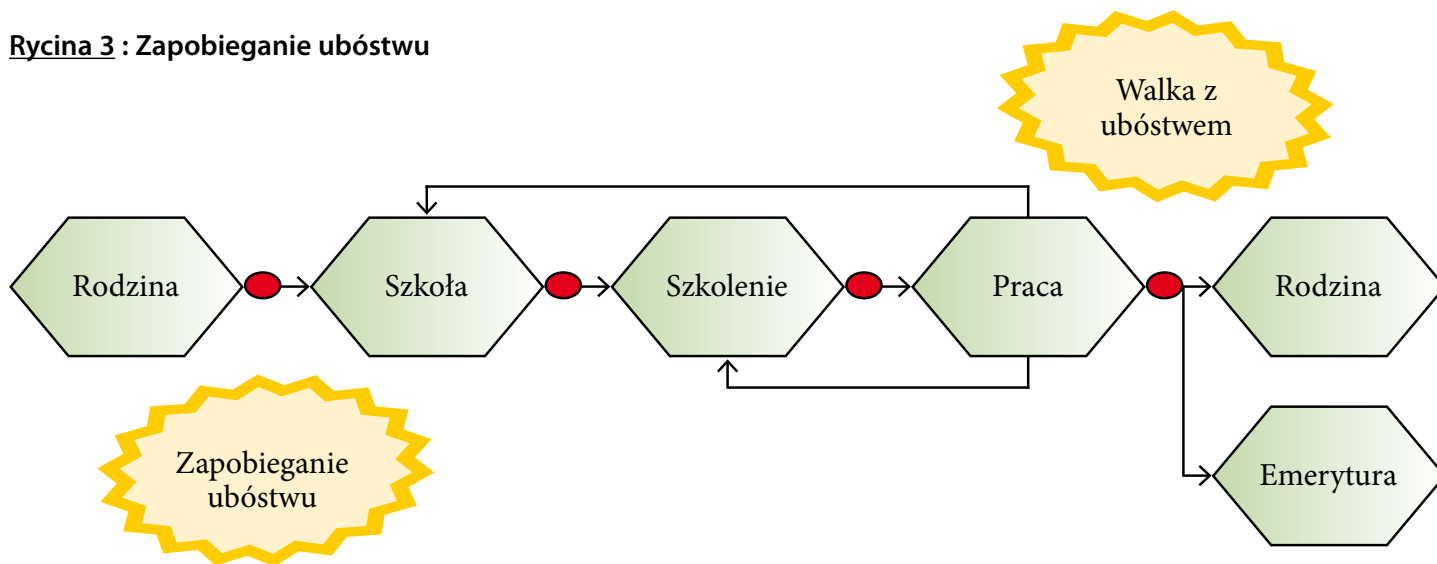 Rycina 3 : Zapobieganie ubóstwu
Walka z
ubóstwem
Rodzina
Szkoła
Szkolenie
Praca
Rodzina
Zapobieganie
ubóstwu
Emerytura